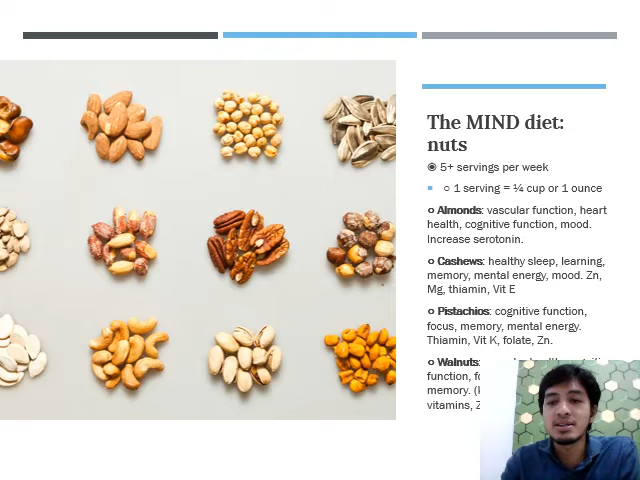 The MIND diet:
nuts
◉ 5+ servings per week
▪ ○ 1 serving = ¼ cup or 1 ounce
○ Almonds: vascular function, heart
health, cognitive function, mood.
Increase serotonin.
○ Cashews: healthy sleep, learning,
memory, mental energy, mood. Zn,
Mg, thiamin, Vit E
○ Pistachios: cognitive function,
focus, memory, mental energy.
Thiamin, Vit K, folate, Zn.
○ Walnuts:
function,
memory.
vitamins,